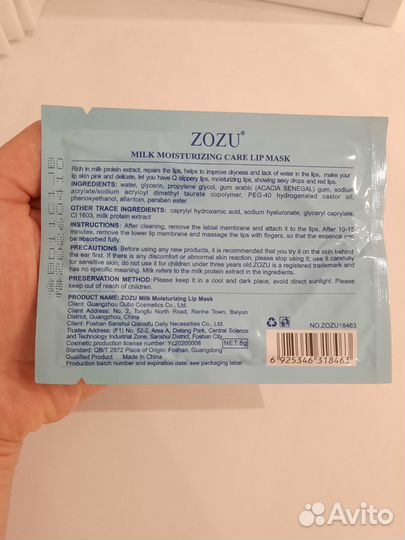 ZOZU®
MILK MOISTURIZING CARE LIP MASK
Rich in milk protein extract, repairs the lips, helps to improve dryness and lack of water in the lips, make your
lip skin pink and delicate, let you have Q slippery lips, moisturizing lips, showing sexy drops and red lips.
INGREDIENTS: water, glycerin, propylene glycol, gum arabic (ACACIA SENEGAL) gum, sodium
acrylate/sodium acryloyl dimethyl taurate copolymer, PEG-40 hydrogenated castor oil,
phenoxyethanol, allantoin, paraben ester
OTHER TRACE INGREDIENTS: caprylyl hydroxamic acid, sodium hyaluronate, glyceryl caprylate,
CI 1603, milk protein extract
INSTRUCTIONS: After cleaning, remove the labial membrane and attach it to the lips. After 10-15
minutes, remove the lower lip membrane and massage the lips with fingers, so that the essence can
be absorbed fully.
PRECAUTIONS: Before using any new products, it is recommended that you try it on the skin behind
the ear first. If there is any discomfort or abnormal skin reaction, please stop using it; use it carefully
for sensitive skin; do not use it for children under three years old.ZOZU is a registered trademark and
has no specific meaning. Milk refers to the milk protein extract in the ingredients.
PRESERVATION METHOD: Please keep it in a cool and dark place, avoid direct sunlight. Please
keep out of reach of children.
PRODUCT NAME: ZOZU Milk Moisturizing Lip Mask
Client: Guangzhou Oubo Cosmetics Co., Ltd.
Client Address: No. 2, Tongfu North Road, Renhe Town, Baiyun
District, Guangzhou, China
Client: Foshan Sanshui Qiaoxifu Daily Necessities Co., Ltd.
Trustee Address: (F1) No. 52-2, Area A, Datang Park, Central Science
and Technology Industrial Zone, Sanshui District, Foshan City
Cosmetic production license number: Yc20200008
Standard: QB/T 2872 Place of Origin: Foshan, Guangdong
Qualified Product Made In China
Production batch number and expiration date: see packaging label
NET:8g
NO.ZOZU18463
6 925346 318463
Avito